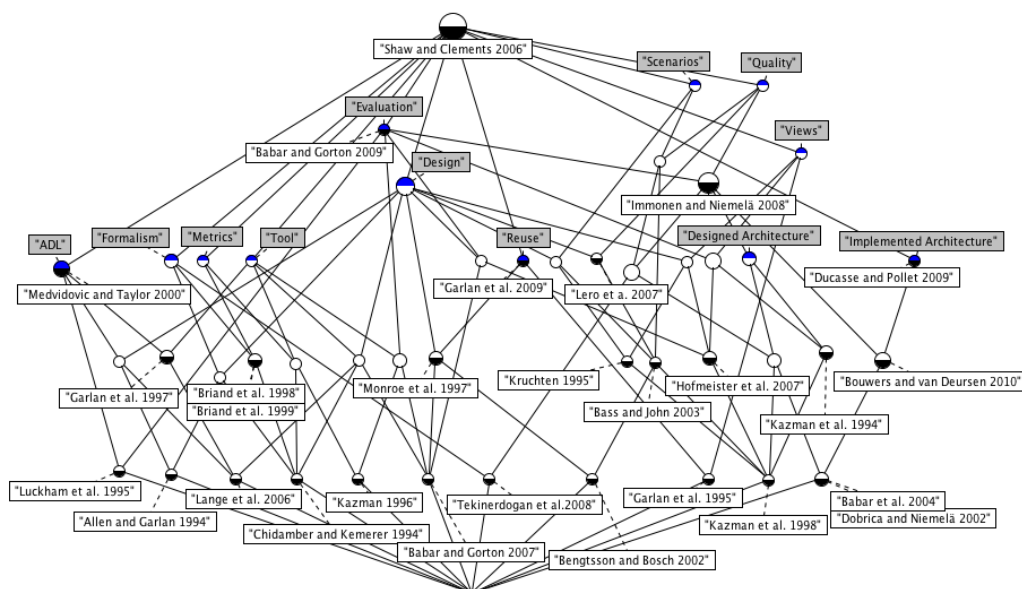 "Shaw and Clements 2006"
"Scenarios"
"Quality"
"Evaluation"
"Views"
"Babar and Gorton 2009"
"Design"
"Immonen and Niemelä 2008"
"ADL"
"Formalism"
"Metrics"
"Tool"
"Reuse"
"Designed Architecture"
"Implemented Architecture"
"Ducasse and Pollet 2009"
"Medvidovic and Taylor 2000"
"Garlan et al. 2009"
"Lero et a. 2007"
"Garlan et al. 1997"
"Briand et al. 1998"
"Briand et al. 1999"
"Monroe et al. 1997"
"Kruchten 1995"
"Hofmeister et al. 2007"
"Bouwers and van Deursen 2010"
"Bass and John 2003"
"Kazman et al. 1994"
"Luckham et al. 1995"
"Lange et al. 2006"
"Kazman 1996"
"Tekinerdogan et al.2008"
"Garlan et al. 1995"
"Babar et al. 2004"
"Dobrica and Niemelä 2002"
"Allen and Garlan 1994"
"Chidamber and Kemerer 1994"
"Kazman et al. 1998"
"Babar and Gorton 2007"
"Bengtsson and Bosch 2002"